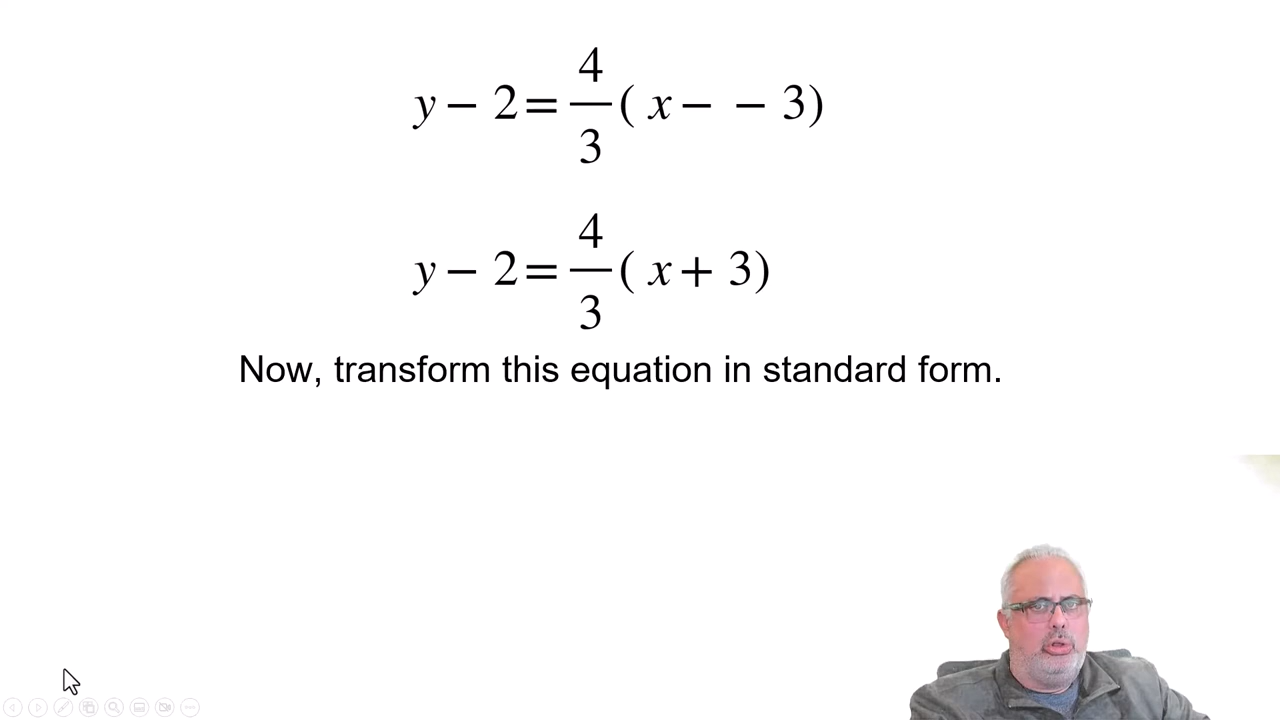 y − 2 = 4/3 ( x − − 3)
y − 2 = 4/3 ( x + 3)
Now, transform this equation in standard form.